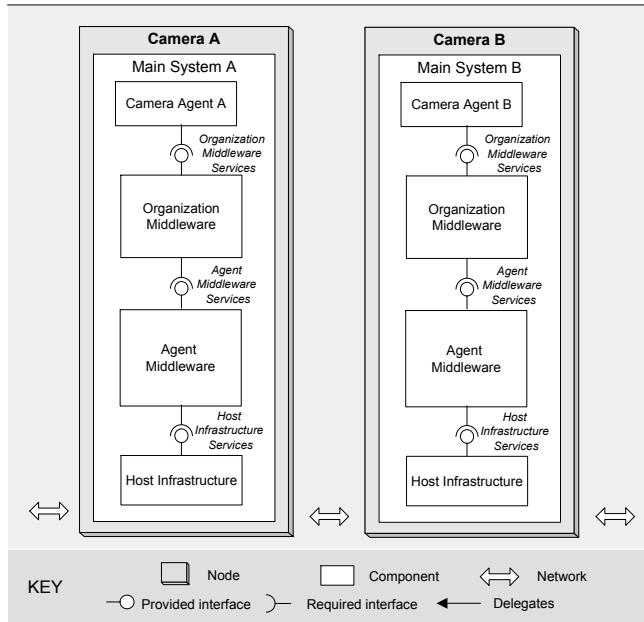 Camera A
Main System A
Camera Agent A
Organization
Middleware
Services
Organization
Middleware
Agent
Middleware
Services
Agent
Middleware
Host
Infrastructure
Services
Host Infrastructure
Camera B
Main System B
Camera Agent B
Organization
Middleware
Services
Organization
Middleware
Agent
Middleware
Services
Agent
Middleware
Host
Infrastructure
Services
Host Infrastructure
KEY
Node
Component
Network
Provided interface
Required interface
Delegates